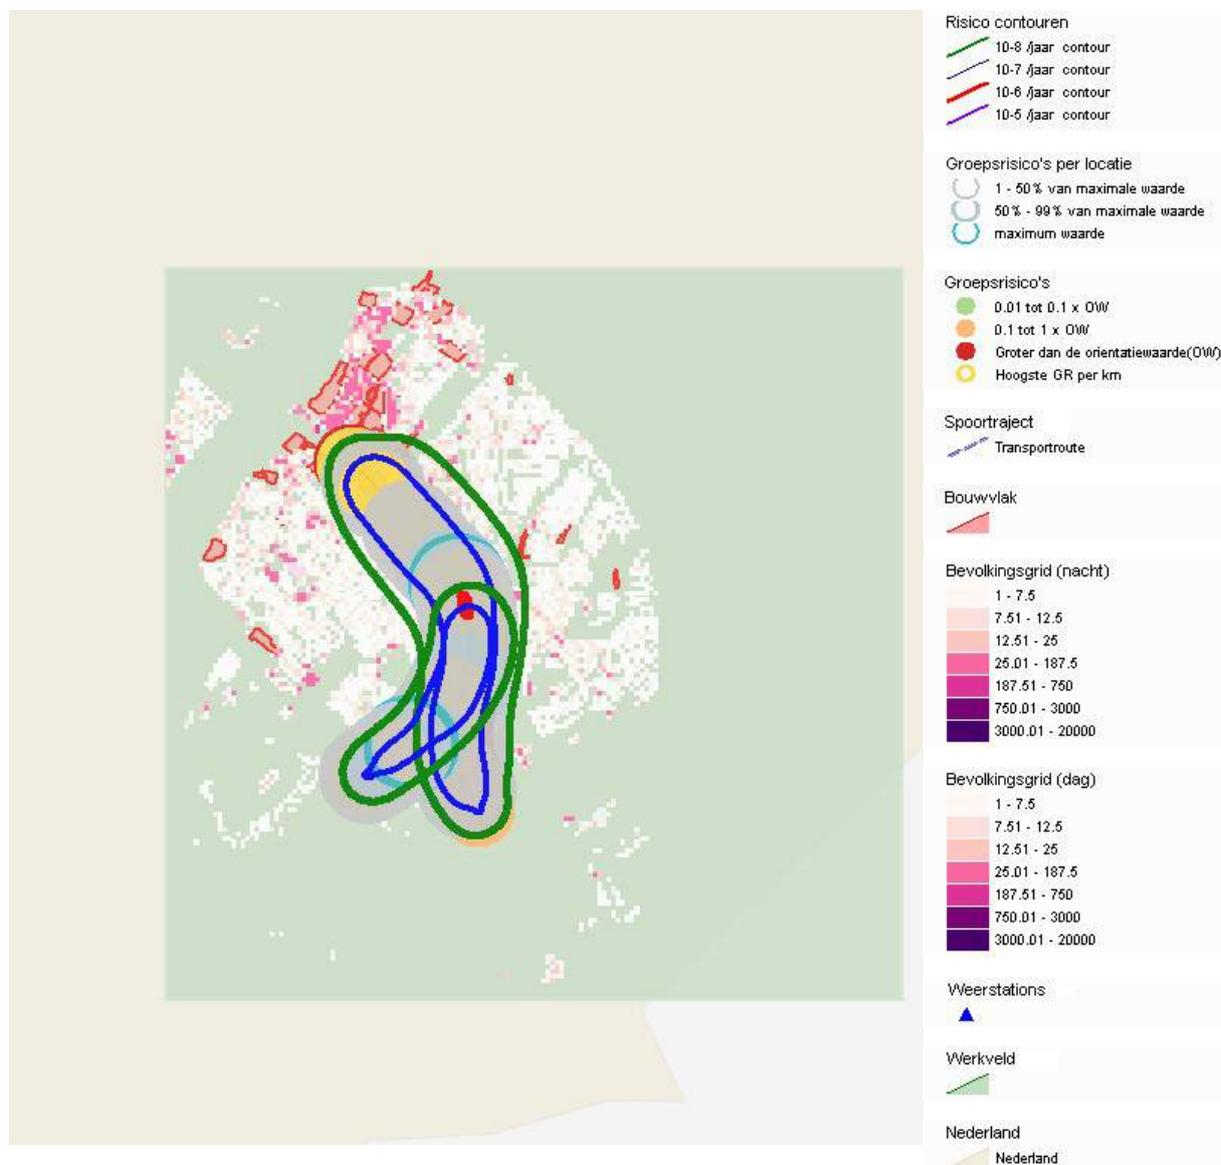 Risico contouren
10-8 /jaar contour
10-7 /jaar contour
10-6 /jaar contour
10-5 /jaar contour
Groepsrisico's per locatie
1 - 50% van maximale waarde
50% - 99% van maximale waarde
maximum waarde
Groepsrisico's
0.01 tot 0.1 x OW
0.1 tot 1 x OW
Groter dan de orientatiewaarde(OW)
Hoogste GR per km
Spoortraject
Transportroute
Bouwvlak
Bevolkingsgrid (nacht)
1 - 7.5
7.51 - 12.5
12.51 - 25
25.01 - 187.5
187.51 - 750
750.01 - 3000
3000.01 - 20000
Bevolkingsgrid (dag)
1 - 7.5
7.51 - 12.5
12.51 - 25
25.01 - 187.5
187.51 - 750
750.01 - 3000
3000.01 - 20000
Weerstations
Werkveld
Nederland
Nederland